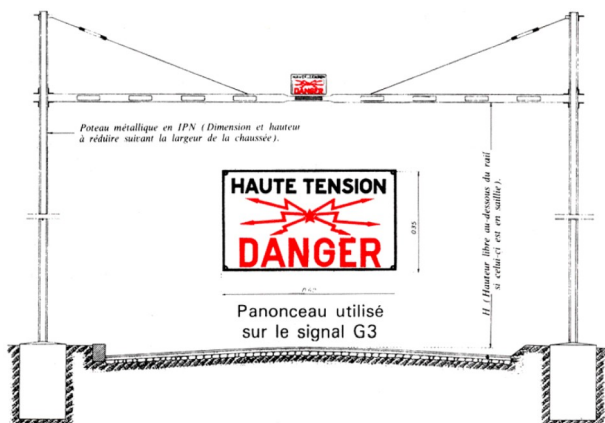 HAUTE TENSION
DANGER
Poteau métallique en IPN (Dimension et hauteur
à réduire suivant la largeur de la chaussée).
HAUTE TENSION
DANGER
0.35
H (Hauteur libre au-dessous du rail
si celui-ci est en saillie).
Panonceau utilisé
sur le signal G3